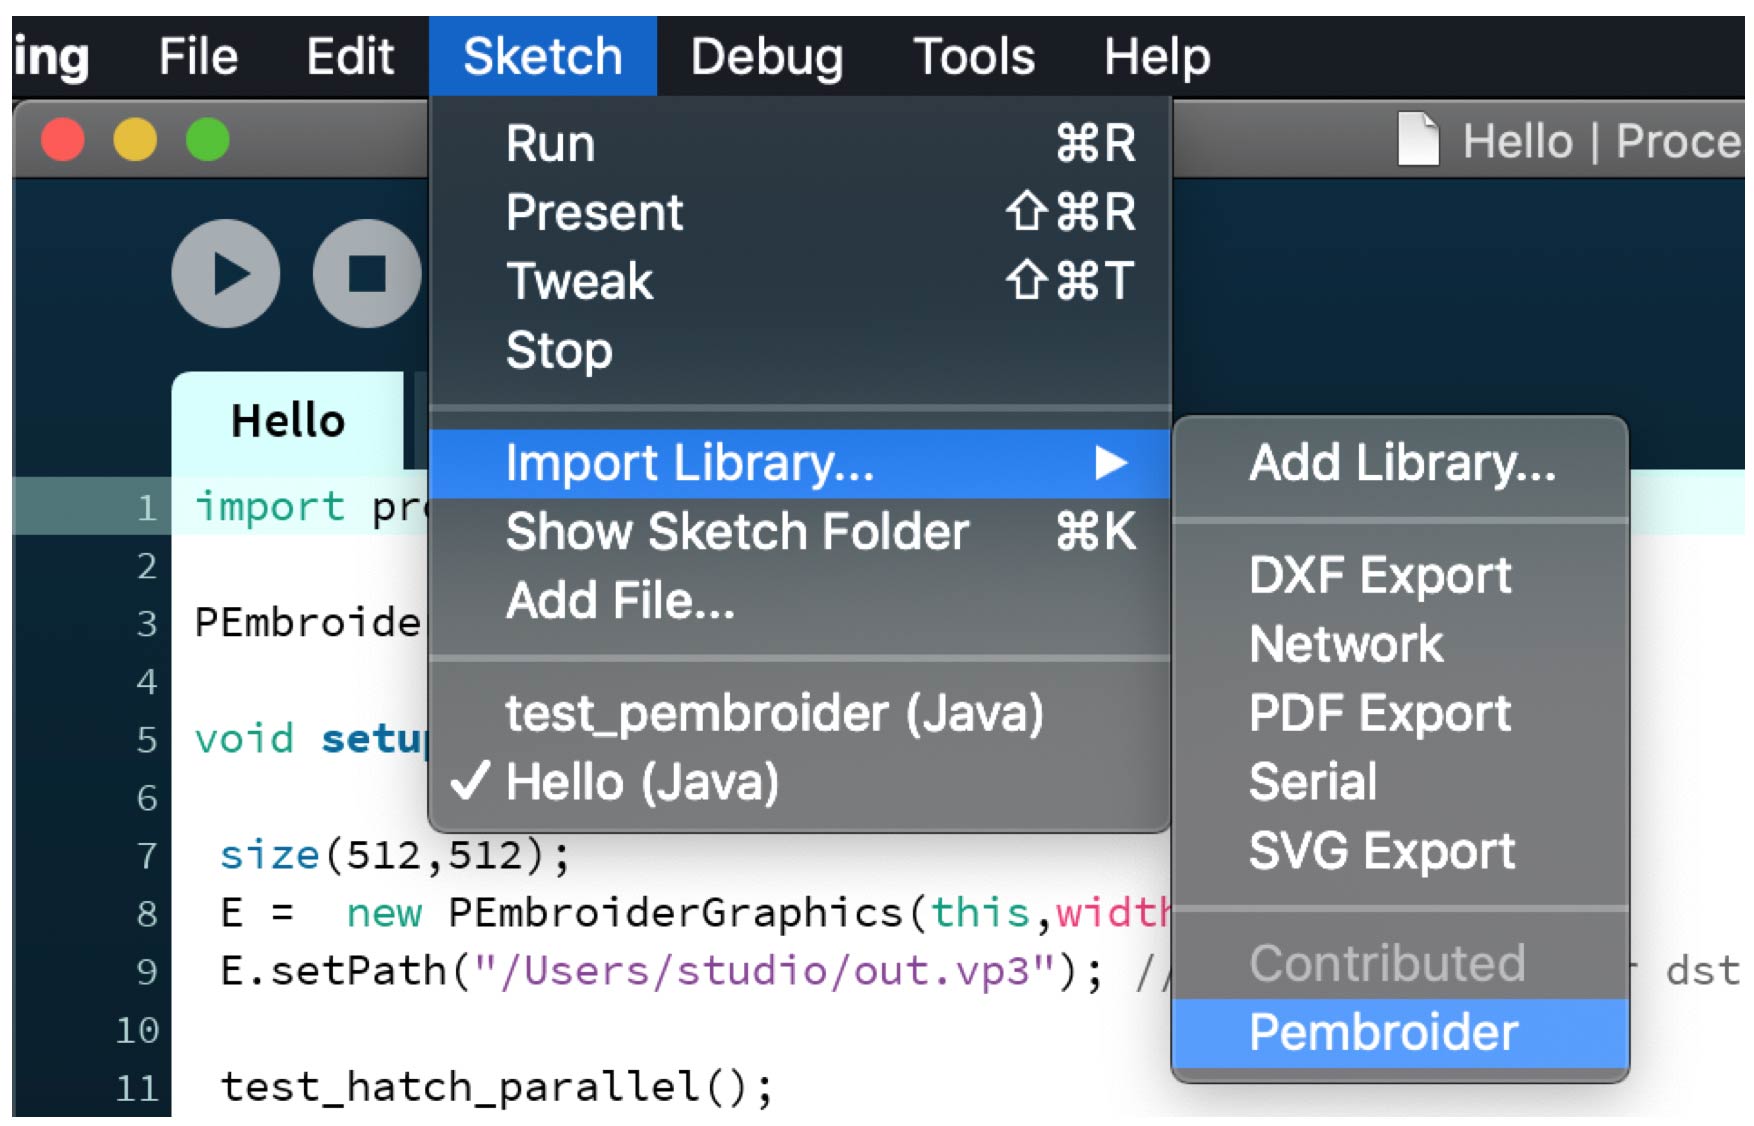 ing File Edit Sketch Debug Tools Help
Hello | Proce
Run ⌘R
Present ⇧⌘R
Tweak ⇧⌘T
Stop
Import Library... ▶
Show Sketch Folder ⌘K
Add File...
test_pembroider (Java)
✓ Hello (Java)
Add Library...
DXF Export
Network
PDF Export
Serial
SVG Export
Contributed
Pembroider
Hello
1 import pro
2
3 PEmbroide
4
5 void setup
6
7 size(512,512);
8 E = new PEmbroiderGraphics(this,width
9 E.setPath("/Users/studio/out.vp3"); // dst
10
11 test_hatch_parallel();